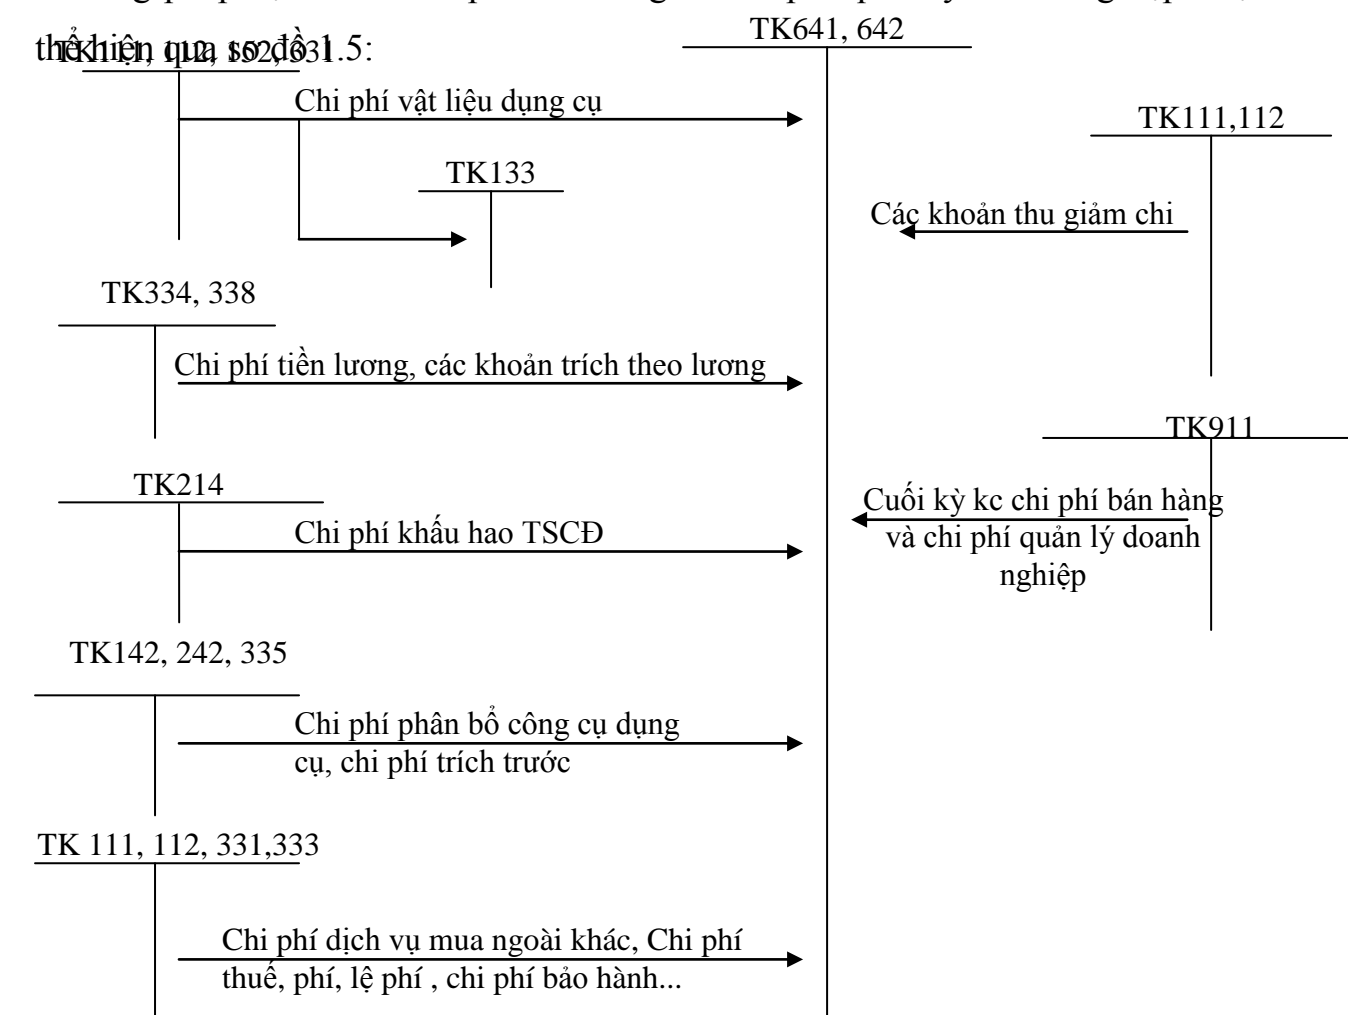 thể hiện qua sơ đồ 1.5:
TK111, 112, 152, 331
TK641, 642
Chi phí vật liệu dụng cụ
TK111,112
TK133
Các khoản thu giảm chi
TK334, 338
Chi phí tiền lương, các khoản trích theo lương
TK911
TK214
Cuối kỳ kc chi phí bán hàng
và chi phí quản lý doanh
nghiệp
Chi phí khấu hao TSCĐ
TK142, 242, 335
Chi phí phân bổ công cụ dụng
cụ, chi phí trích trước
TK 111, 112, 331,333
Chi phí dịch vụ mua ngoài khác, Chi phí
thuế, phí, lệ phí , chi phí bảo hành...